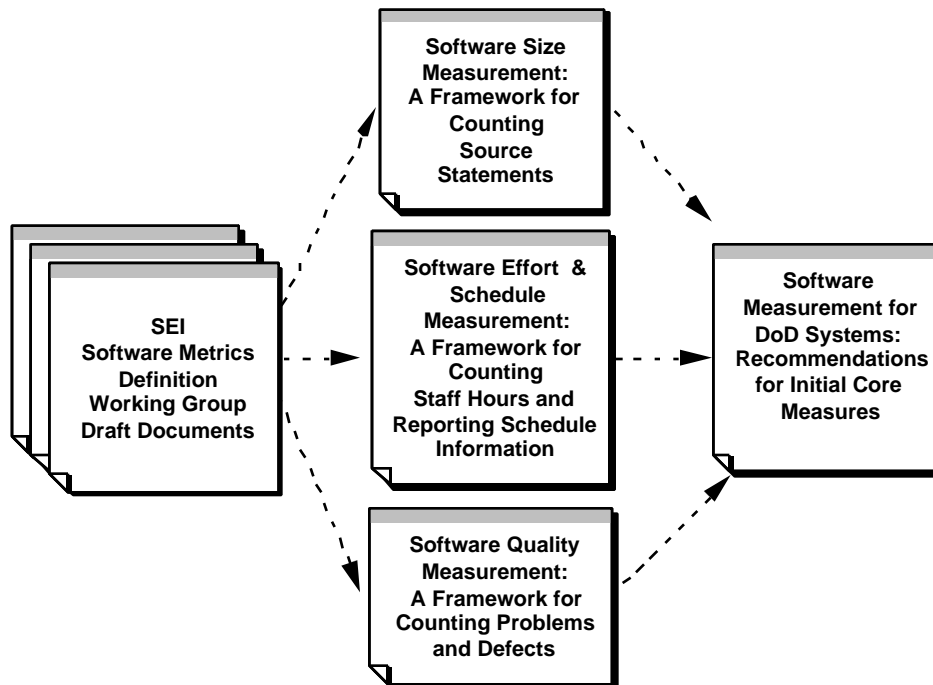 Software Size
Measurement:
A Framework for
Counting
Source
Statements
SEI
Software Metrics
Definition
Working Group
Draft Documents
Software Effort &
Schedule
Measurement:
A Framework for
Counting
Staff Hours and
Reporting Schedule
Information
Software Quality
Measurement:
A Framework for
Counting Problems
and Defects
Software
Measurement for
DoD Systems:
Recommendations
for Initial Core
Measures